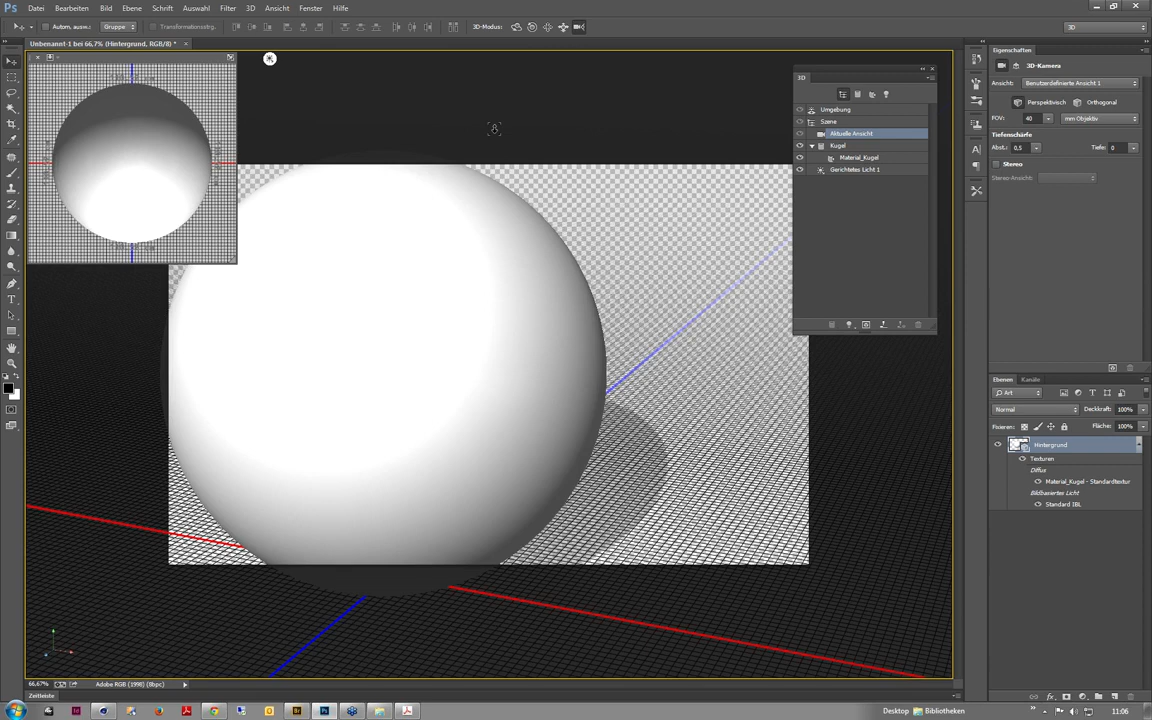 Ps Datei Bearbeiten Bild Ebene Schrift Auswahl Filter 3D Ansicht Fenster Hilfe
Autom. ausw.: Gruppe Transformationsstrg. 3D-Modus: 3D
Unbenannt-1 bei 66,7% (Hintergrund, RGB/8) * ×
3D
Umgebung
Szene
Aktuelle Ansicht
Kugel
Material_Kugel
Gerichtetes Licht 1
Eigenschaften
3D-Kamera
Ansicht: Benutzerdefinierte Ansicht 1
Perspektivisch Orthogonal
FOV: 40 mm Objektiv
Tiefenschärfe
Abst.: 0,5 Tiefe: 0
Stereo
Stereo-Ansicht:
Ebenen Kanäle
Art
Normal Deckkraft: 100%
Fixieren: Fläche: 100%
Hintergrund
Texturen
Diffus
Material_Kugel - Standardtextur
Bildbasiertes Licht
Standard IBL
66,67% Adobe RGB (1998) (8bpc)
Zeitleiste
Desktop Bibliotheken 11:06